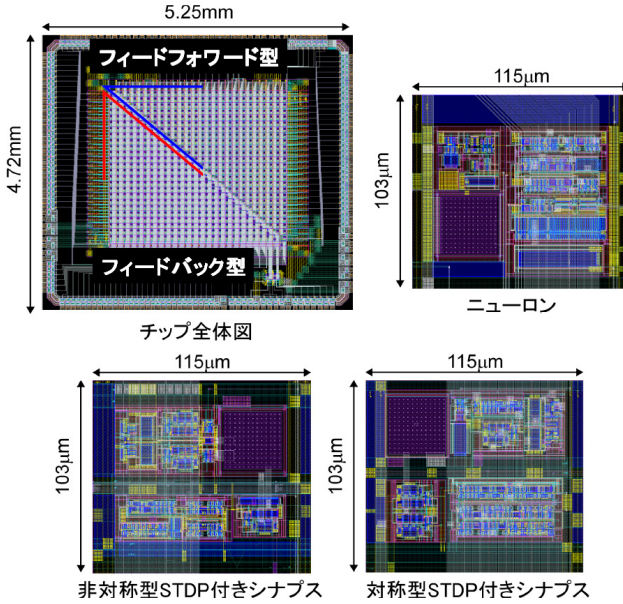 5.25mm
4.72mm
フィードフォワード型
フィードバック型
チップ全体図
115μm
103μm
ニューロン
115μm
103μm
非対称型STDP付きシナプス
115μm
103μm
対称型STDP付きシナプス